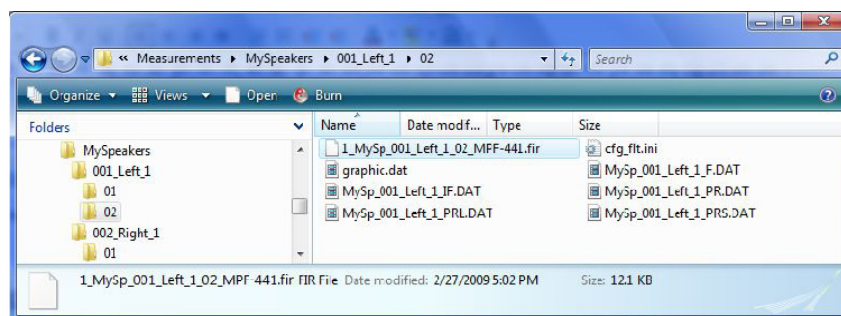 « Measurements ▸ MySpeakers ▸ 001_Left_1 ▸ 02 Search
Organize Views Open Burn
Folders Name Date modif... Type Size
MySpeakers 1_MySp_001_Left_1_02_MPF-441.fir cfg_flt.ini
001_Left_1 graphic.dat MySp_001_Left_1_F.DAT
01 MySp_001_Left_1_IF.DAT MySp_001_Left_1_PR.DAT
02 MySp_001_Left_1_PRL.DAT MySp_001_Left_1_PRS.DAT
002_Right_1
01
1_MySp_001_Left_1_02_MPF-441.fir FIR File Date modified: 2/27/2009 5:02 PM Size: 12.1 KB